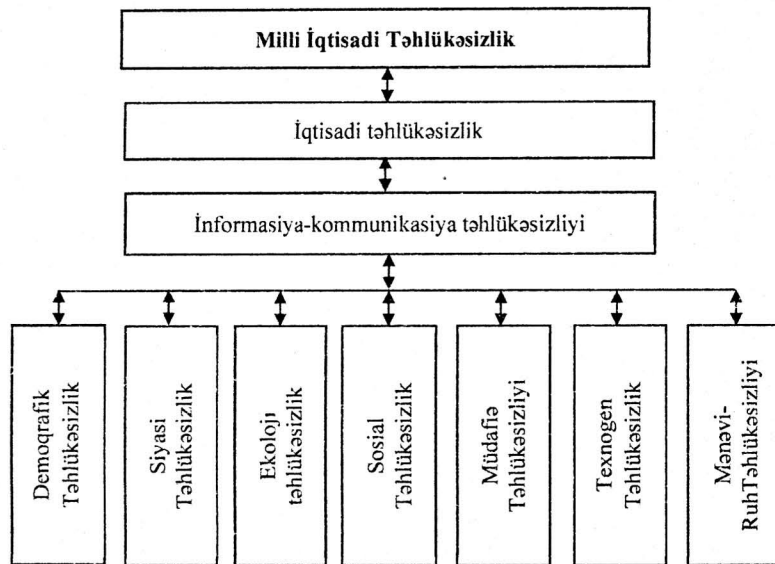 Milli İqtisadi Təhlükəsizlik
İqtisadi təhlükəsizlik
İnformasiya-kommunikasiya təhlükəsizliyi
Demoqrafik
Təhlükəsizlik
Siyasi
Təhlükəsizlik
Ekoloji
təhlükəsizlik
Sosial
Təhlükəsizlik
Müdafiə
Təhlükəsizliyi
Texnogen
Təhlükəsizlik
Mənəvi-
RuhTəhlükəsizliyi